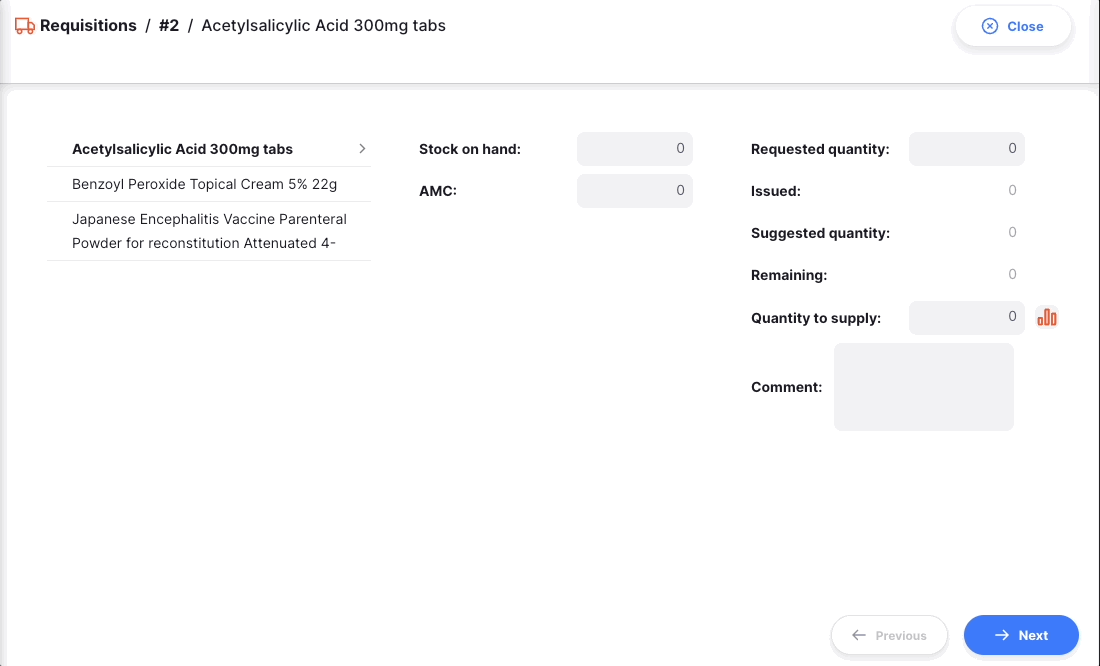 Requisitions / #2 / Acetylsalicylic Acid 300mg tabs
Close
Acetylsalicylic Acid 300mg tabs
Benzoyl Peroxide Topical Cream 5% 22g
Japanese Encephalitis Vaccine Parenteral
Powder for reconstitution Attenuated 4-
Stock on hand: 0
AMC: 0
Requested quantity: 0
Issued: 0
Suggested quantity: 0
Remaining: 0
Quantity to supply: 0
Comment:
Previous
Next